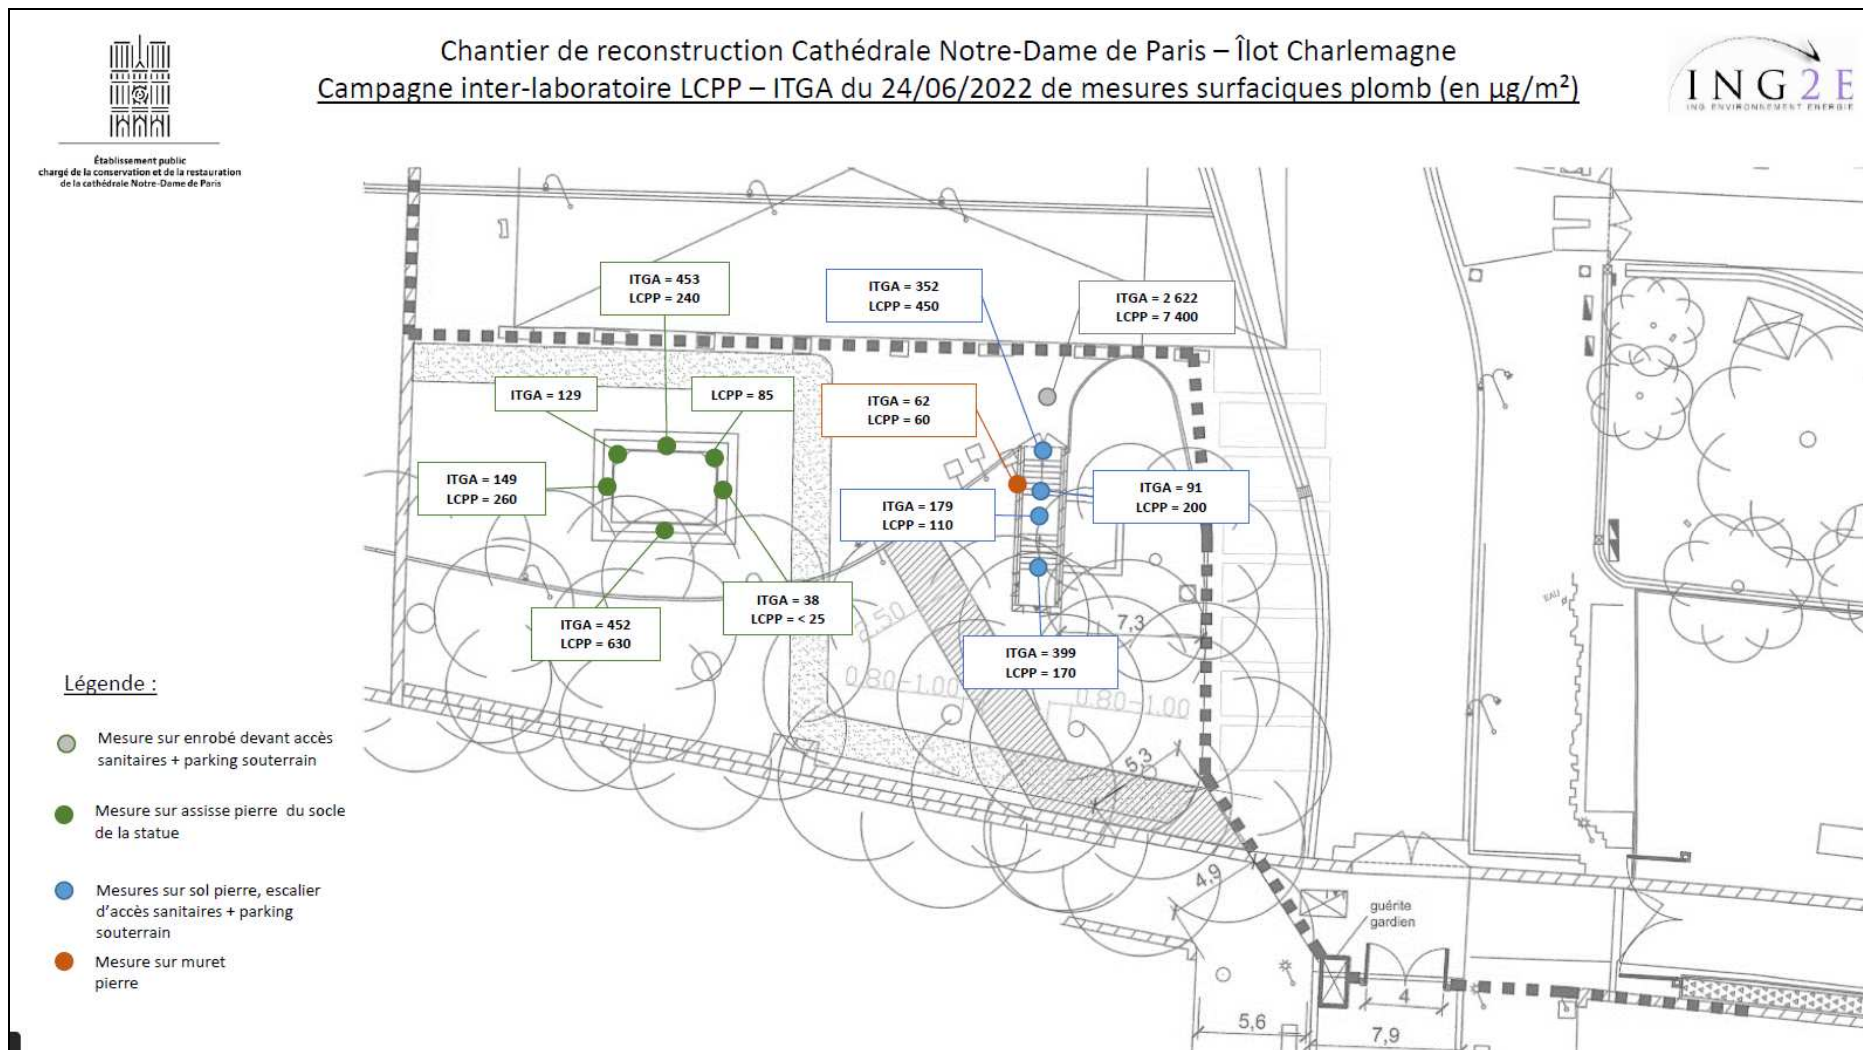 Chantier de reconstruction Cathédrale Notre-Dame de Paris – Îlot Charlemagne
Campagne inter-laboratoire LCPP – ITGA du 24/06/2022 de mesures surfaciques plomb (en µg/m²)
Établissement public
chargé de la conservation et de la restauration
de la cathédrale Notre-Dame de Paris
ING2E
ING ENVIRONNEMENT ENERGIE
ITGA = 453
LCPP = 240
ITGA = 352
LCPP = 450
ITGA = 2 622
LCPP = 7 400
ITGA = 129
LCPP = 85
ITGA = 62
LCPP = 60
ITGA = 149
LCPP = 260
ITGA = 179
LCPP = 110
ITGA = 91
LCPP = 200
ITGA = 38
LCPP = < 25
ITGA = 452
LCPP = 630
ITGA = 399
LCPP = 170
2.50
7,3
0.80-1.00
0.80-1.00
5,3
4,9
EAU
guérite
gardien
4
5,6
7,9
Légende :
Mesure sur enrobé devant accès
sanitaires + parking souterrain
Mesure sur assisse pierre du socle
de la statue
Mesures sur sol pierre, escalier
d'accès sanitaires + parking
souterrain
Mesure sur muret
pierre